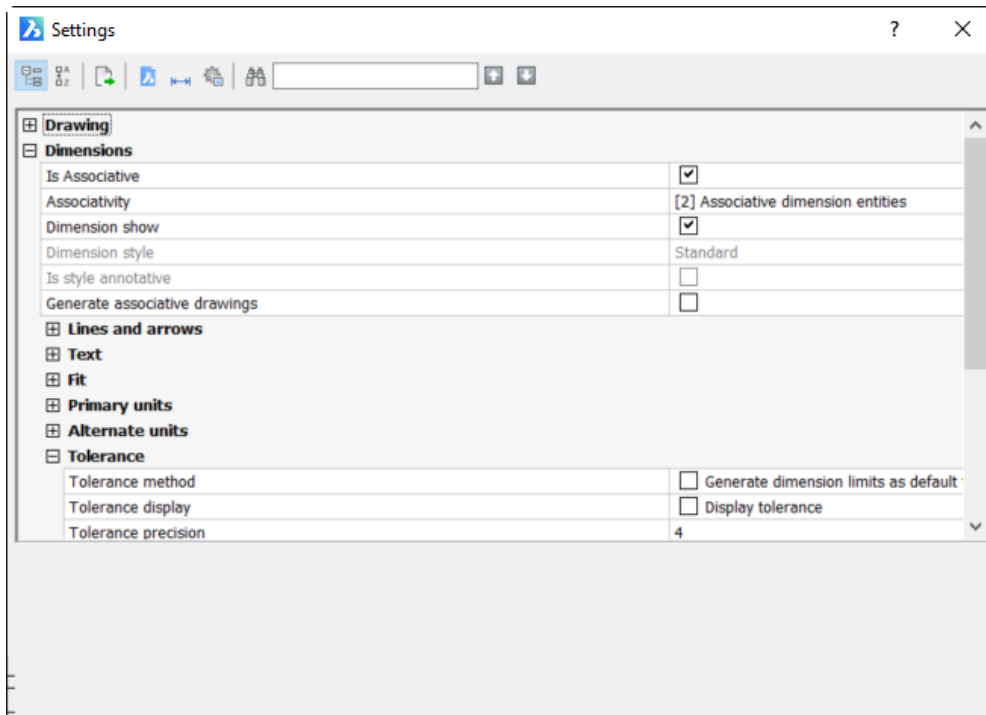 Settings
Drawing
Dimensions
Is Associative
Associativity [2] Associative dimension entities
Dimension show
Dimension style Standard
Is style annotative
Generate associative drawings
Lines and arrows
Text
Fit
Primary units
Alternate units
Tolerance
Tolerance method Generate dimension limits as default
Tolerance display Display tolerance
Tolerance precision 4